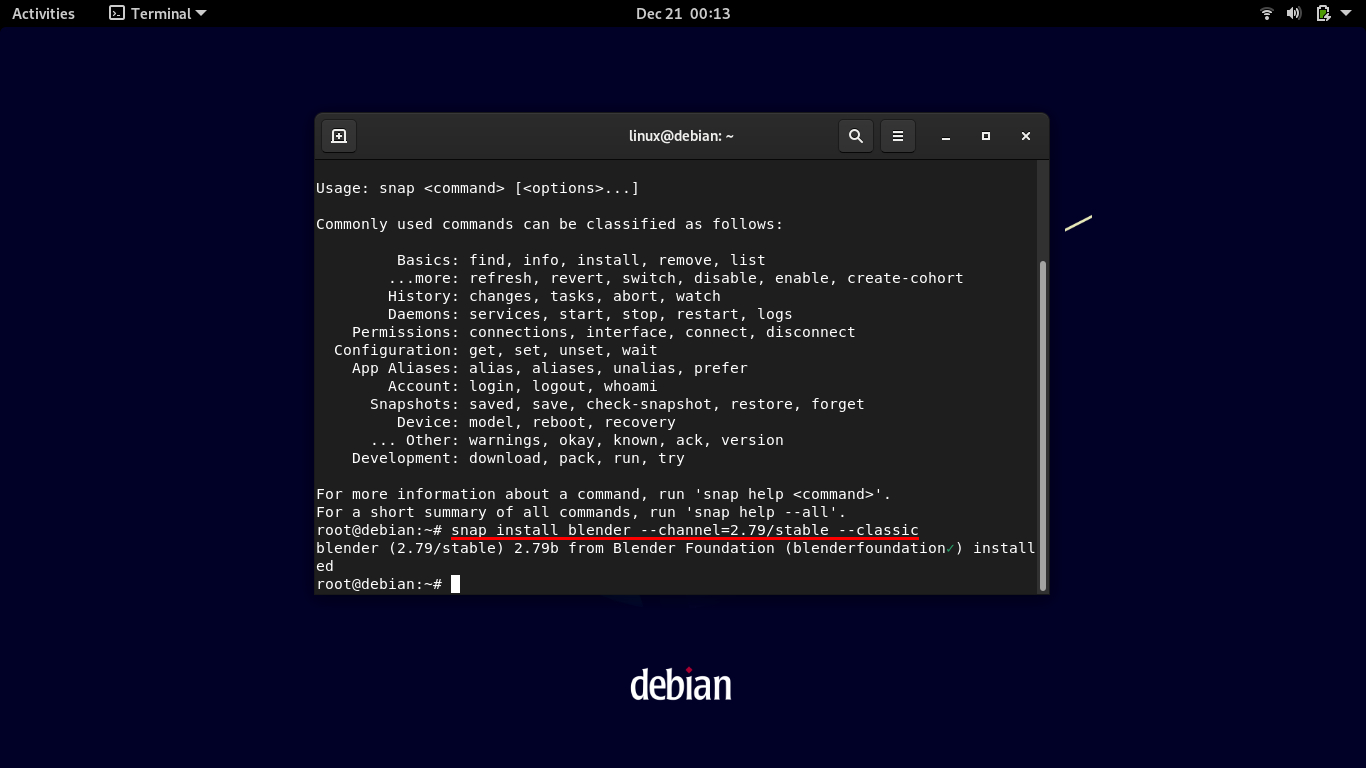 Activities Terminal Dec 21 00:13
linux@debian: ~
Usage: snap <command> [<options>...]
Commonly used commands can be classified as follows:
Basics: find, info, install, remove, list
...more: refresh, revert, switch, disable, enable, create-cohort
History: changes, tasks, abort, watch
Daemons: services, start, stop, restart, logs
Permissions: connections, interface, connect, disconnect
Configuration: get, set, unset, wait
App Aliases: alias, aliases, unalias, prefer
Account: login, logout, whoami
Snapshots: saved, save, check-snapshot, restore, forget
Device: model, reboot, recovery
... Other: warnings, okay, known, ack, version
Development: download, pack, run, try
For more information about a command, run 'snap help <command>'.
For a short summary of all commands, run 'snap help --all'.
root@debian:~# snap install blender --channel=2.79/stable --classic
blender (2.79/stable) 2.79b from Blender Foundation (blenderfoundation✓) install
ed
root@debian:~#
debian